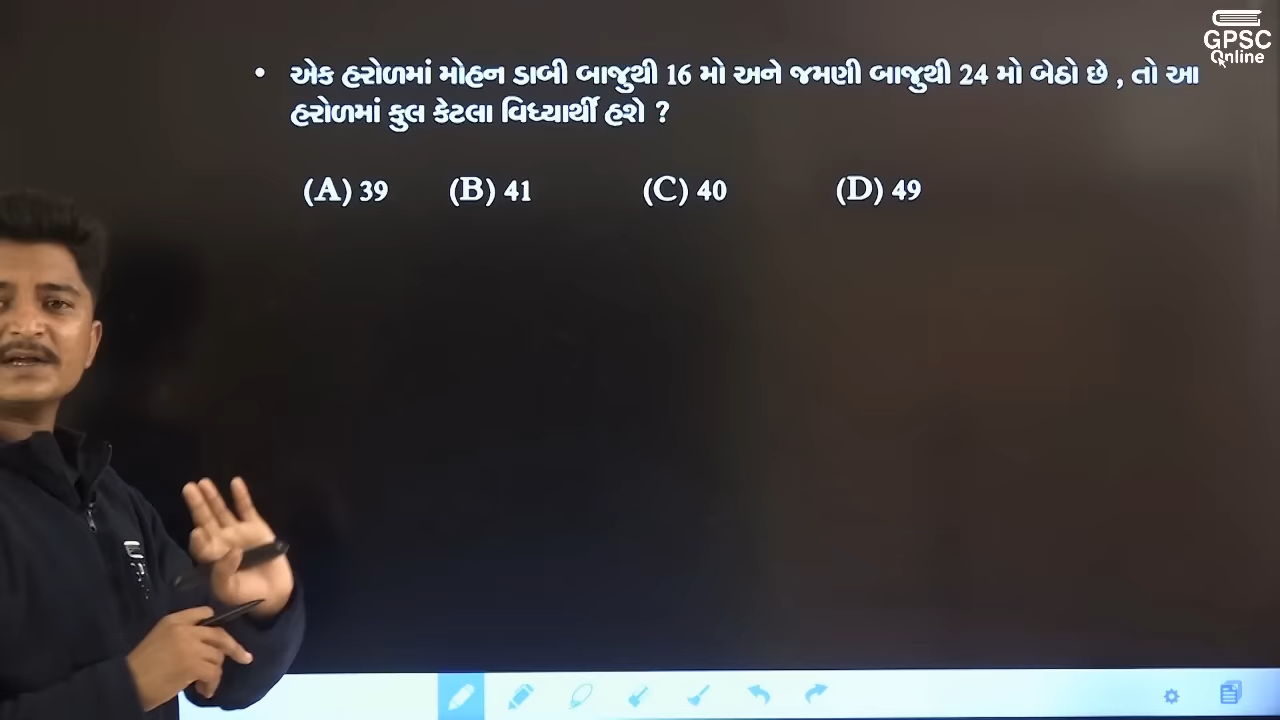 GPSC
Online
• એક હરોળમાં મોહન ડાબી બાજુથી 16 મો અને જમણી બાજુથી 24 મો બેઠો છે , તો આ
હરોળમાં કુલ કેટલા વિધ્યાર્થી હશે ?
(A) 39 (B) 41 (C) 40 (D) 49